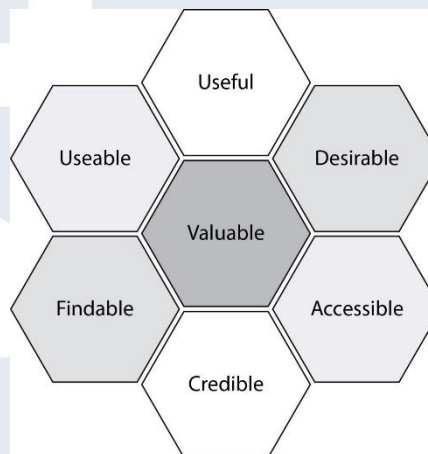 Useful
Useable
Desirable
Valuable
Findable
Accessible
Credible